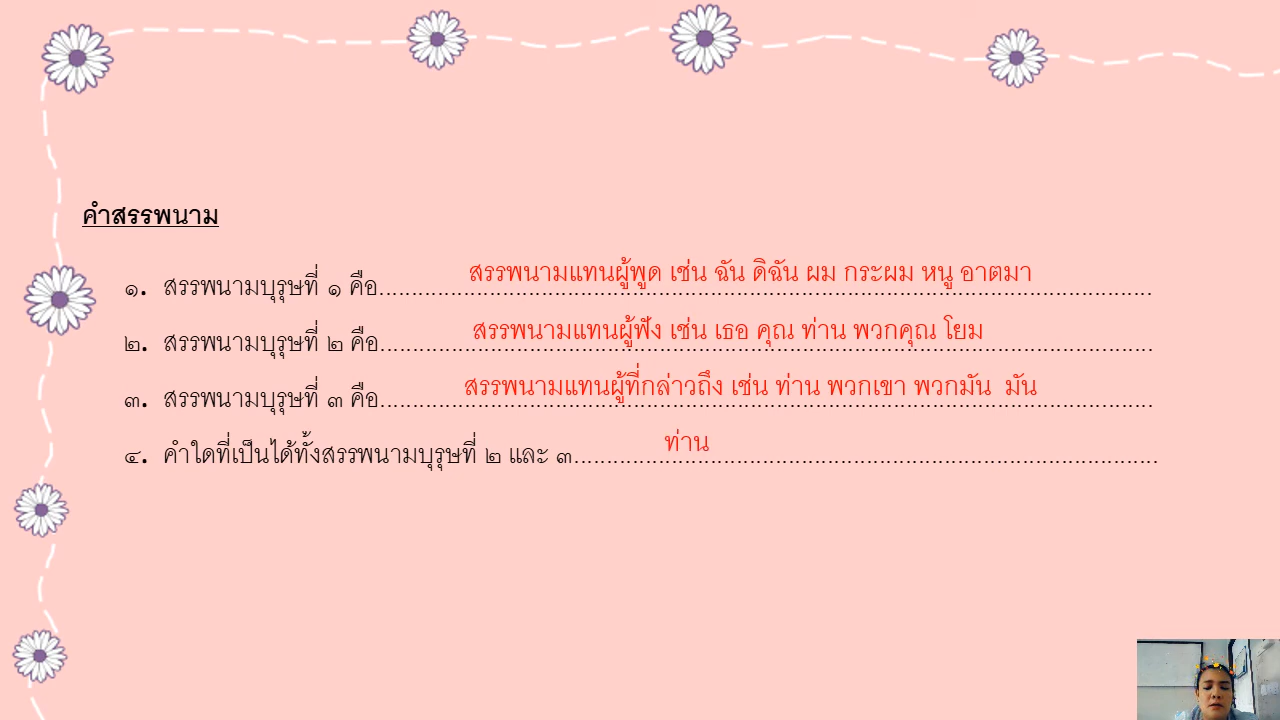 คำสรรพนาม
๑. สรรพนามบุรุษที่ ๑ คือ.....สรรพนามแทนผู้พูด เช่น ฉัน ดิฉัน ผม กระผม หนู อาตมา.....
๒. สรรพนามบุรุษที่ ๒ คือ.....สรรพนามแทนผู้ฟัง เช่น เธอ คุณ ท่าน พวกคุณ โยม.....
๓. สรรพนามบุรุษที่ ๓ คือ.....สรรพนามแทนผู้ที่กล่าวถึง เช่น ท่าน พวกเขา พวกมัน มัน.....
๔. คำใดที่เป็นได้ทั้งสรรพนามบุรุษที่ ๒ และ ๓.....ท่าน.....